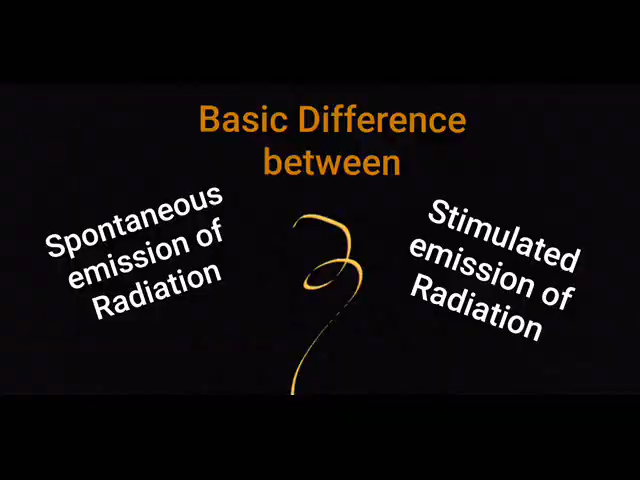 Basic Difference
between
Spontaneous
emission of
Radiation
Stimulated
emission of
Radiation